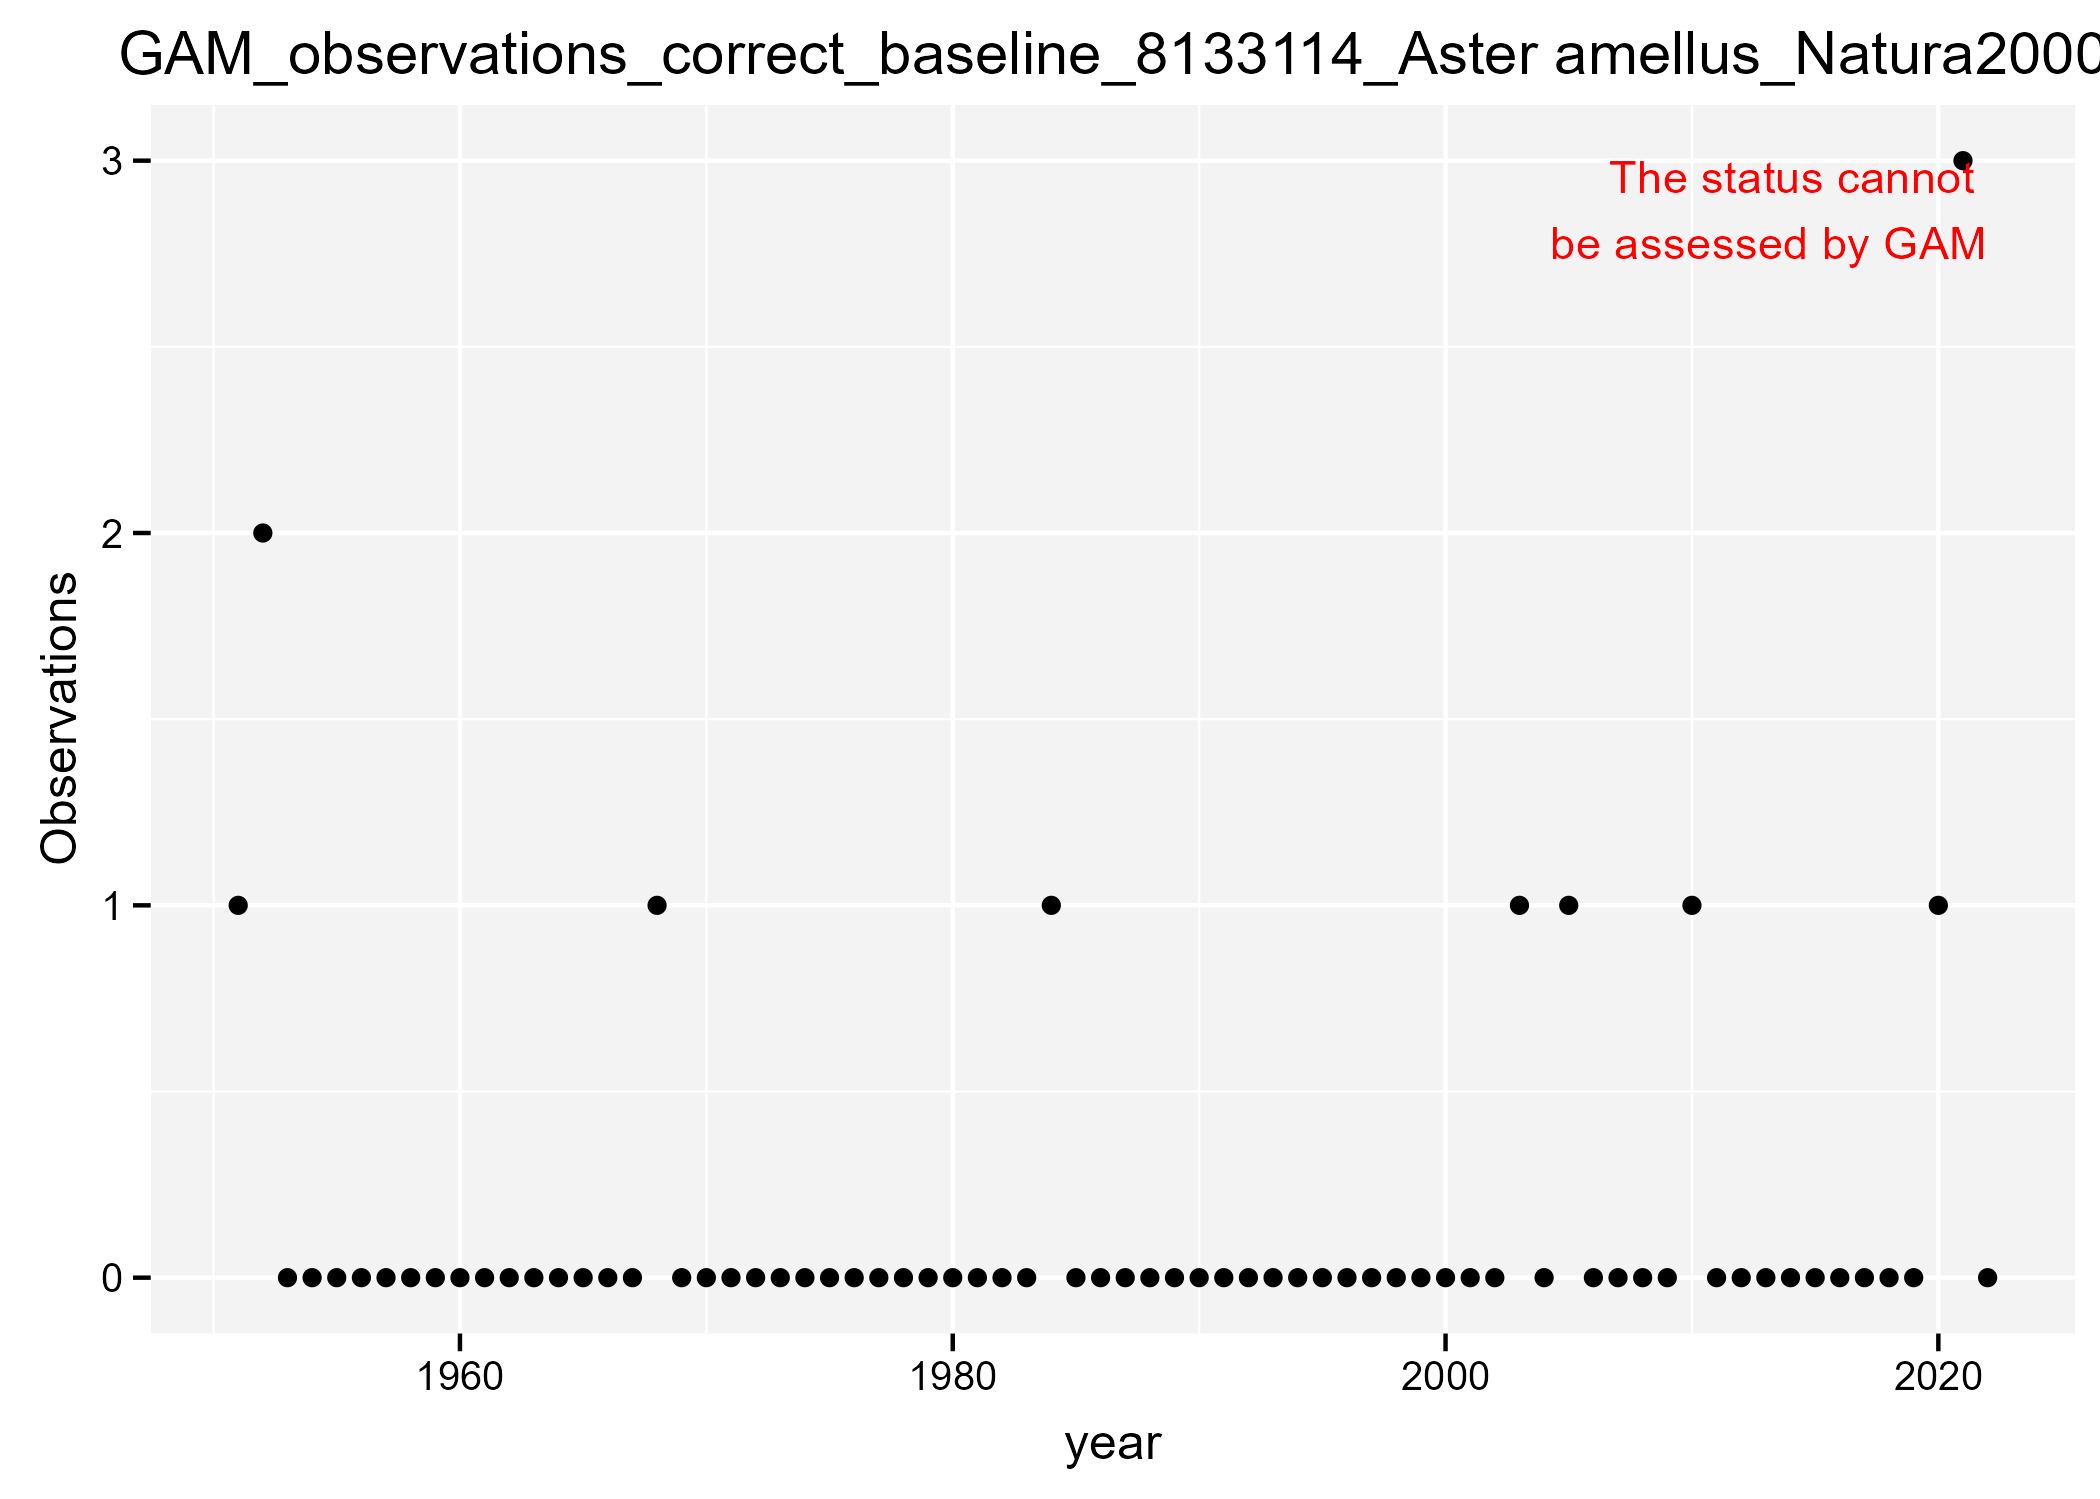 GAM_observations_correct_baseline_8133114_Aster amellus_Natura2000
3
The status cannot
be assessed by GAM
2
Observations
1
0
1960 1980 2000 2020
year